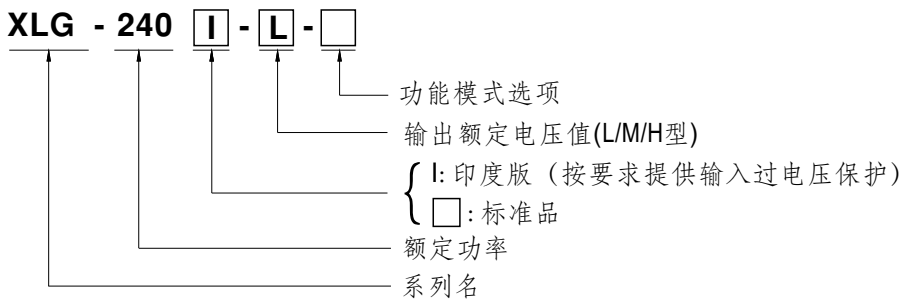 XLG - 240 I - L - □
功能模式选项
输出额定电压值(L/M/H型)
I: 印度版（按要求提供输入过电压保护）
□: 标准品
额定功率
系列名